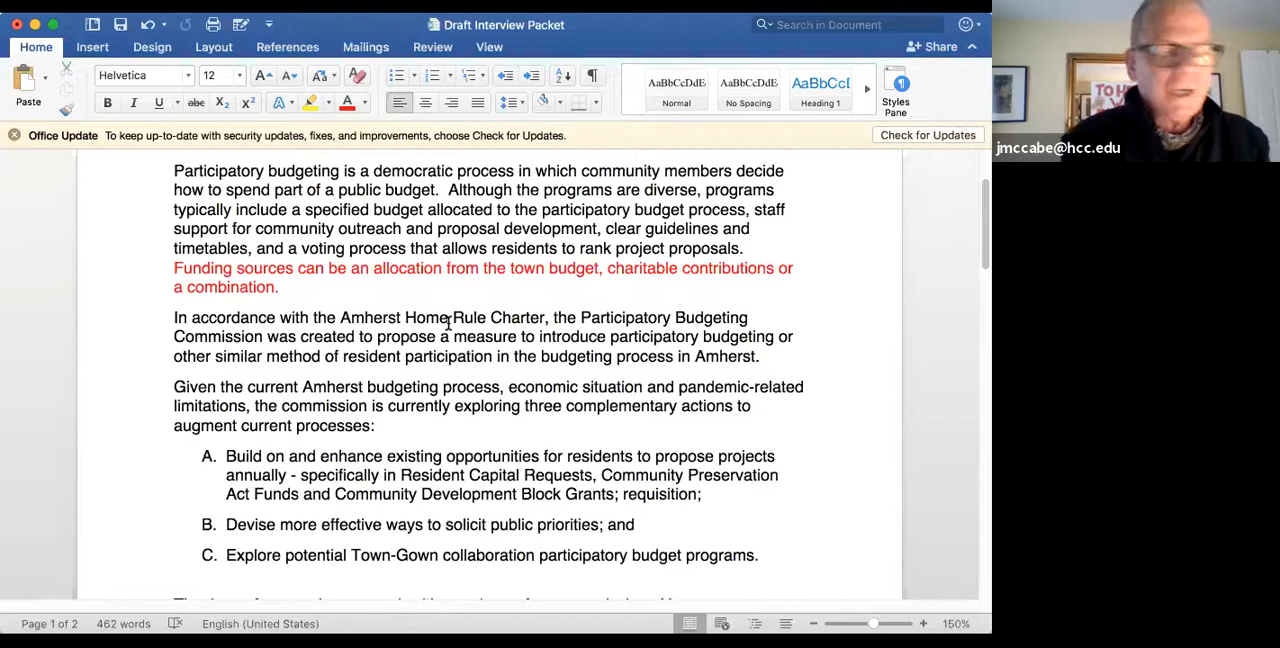 Draft Interview Packet
Search in Document
Home Insert Design Layout References Mailings Review View Share
Paste
Helvetica 12
B I U abc X₂ X²
AaBbCcDdE AaBbCcDdE AaBbCcD
Normal No Spacing Heading 1
Styles
Pane
Office Update To keep up-to-date with security updates, fixes, and improvements, choose Check for Updates. Check for Updates
jmccabe@hcc.edu
Participatory budgeting is a democratic process in which community members decide
how to spend part of a public budget. Although the programs are diverse, programs
typically include a specified budget allocated to the participatory budget process, staff
support for community outreach and proposal development, clear guidelines and
timetables, and a voting process that allows residents to rank project proposals.
Funding sources can be an allocation from the town budget, charitable contributions or
a combination.
In accordance with the Amherst Home Rule Charter, the Participatory Budgeting
Commission was created to propose a measure to introduce participatory budgeting or
other similar method of resident participation in the budgeting process in Amherst.
Given the current Amherst budgeting process, economic situation and pandemic-related
limitations, the commission is currently exploring three complementary actions to
augment current processes:
A. Build on and enhance existing opportunities for residents to propose projects
annually - specifically in Resident Capital Requests, Community Preservation
Act Funds and Community Development Block Grants; requisition;
B. Devise more effective ways to solicit public priorities; and
C. Explore potential Town-Gown collaboration participatory budget programs.
Page 1 of 2 462 words English (United States) 150%